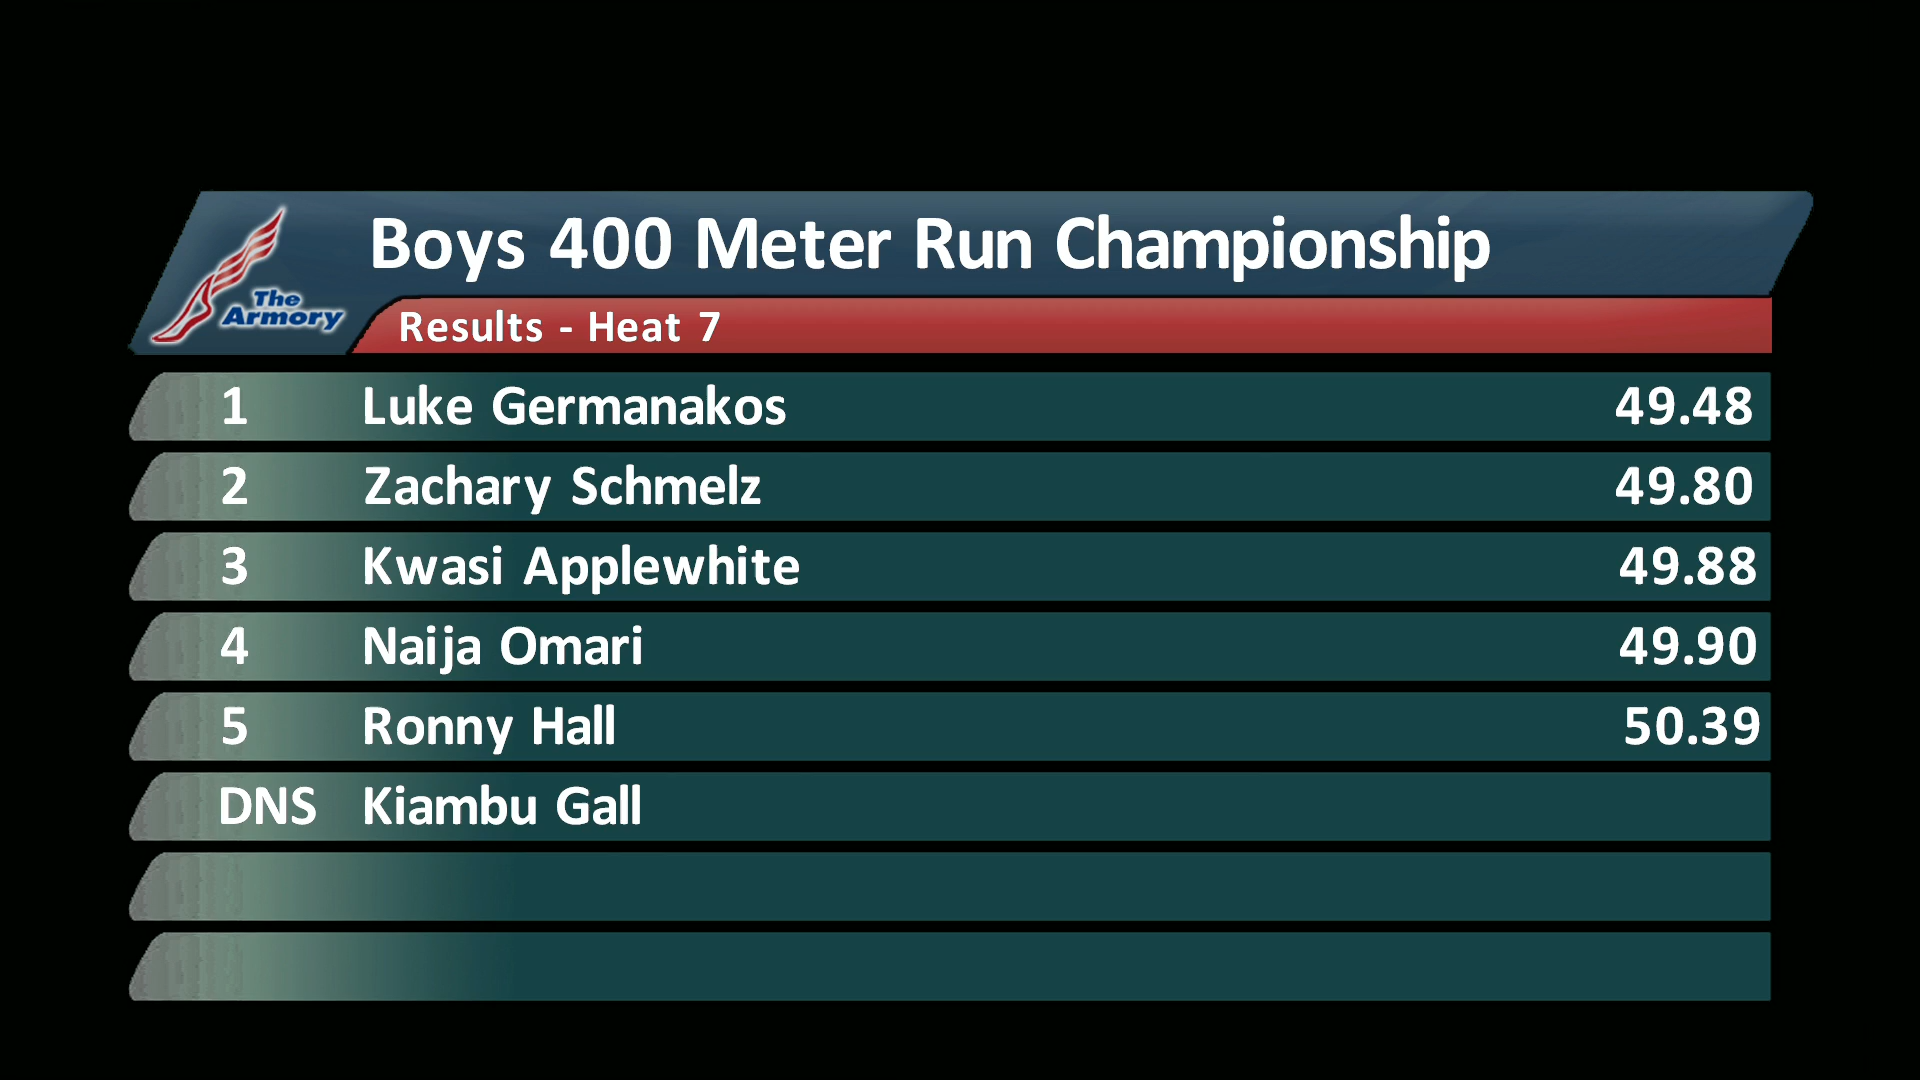 Boys 400 Meter Run Championship
The
Armory
Results - Heat 7
1 Luke Germanakos 49.48
2 Zachary Schmelz 49.80
3 Kwasi Applewhite 49.88
4 Naija Omari 49.90
5 Ronny Hall 50.39
DNS Kiambu Gall